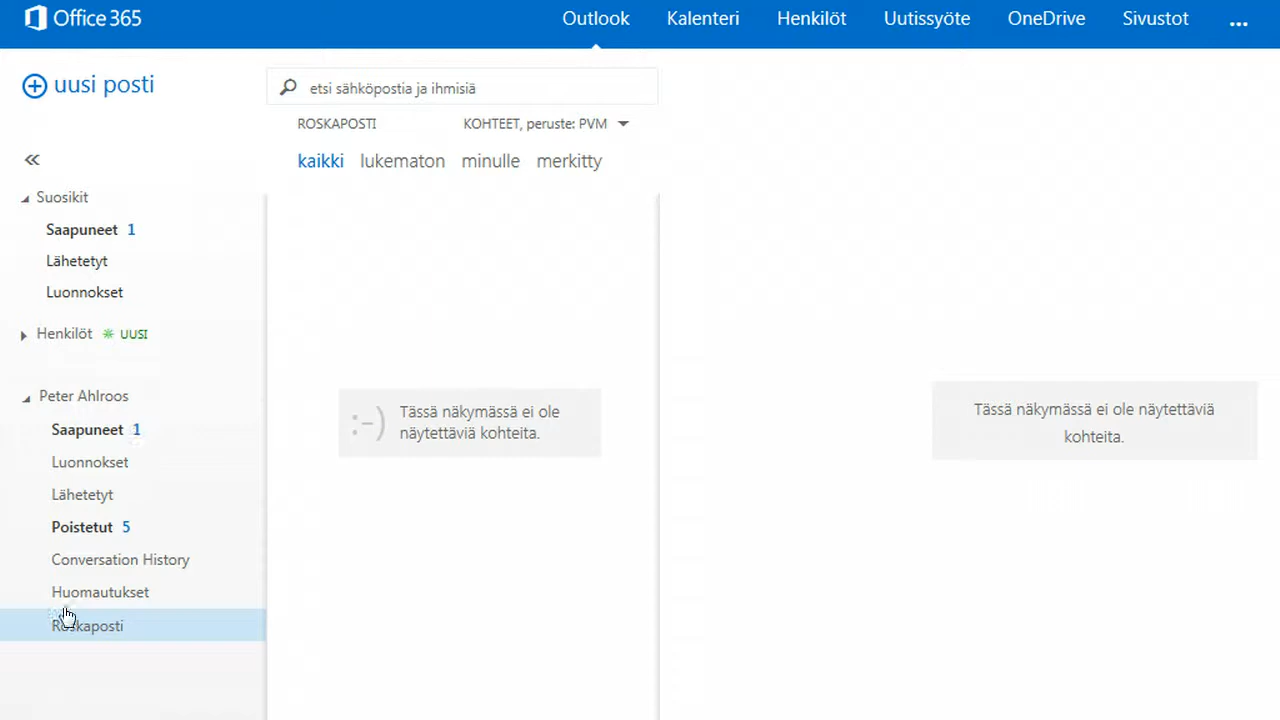 Office 365
Outlook
Kalenteri
Henkilöt
Uutissyöte
OneDrive
Sivustot
...
uusi posti
etsi sähköpostia ja ihmisiä
ROSKAPOSTI
KOHTEET, peruste: PVM
kaikki lukematon minulle merkitty
Suosikit
Saapuneet 1
Lähetetyt
Luonnokset
Henkilöt UUSI
Peter Ahlroos
Saapuneet 1
Luonnokset
Lähetetyt
Poistetut 5
Conversation History
Huomautukset
Roskaposti
:-)
Tässä näkymässä ei ole
näytettäviä kohteita.
Tässä näkymässä ei ole näytettäviä
kohteita.